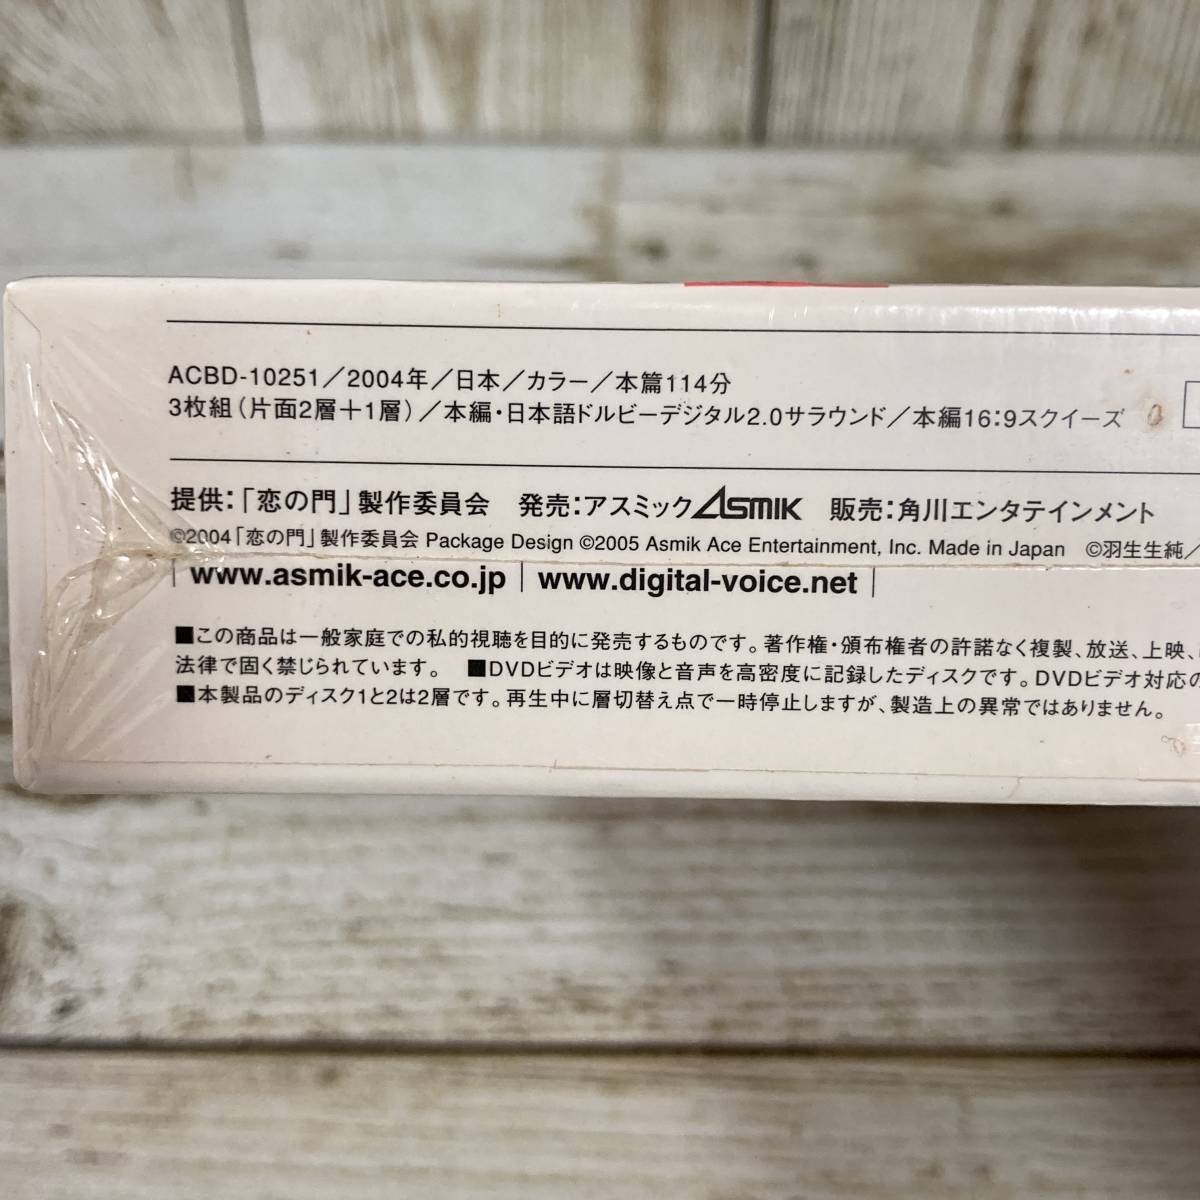 ACBD-10251／2004年／日本／カラー／本篇114分
3枚組（片面2層＋1層）／本編・日本語ドルビーデジタル2.0サラウンド／本編16:9スクイーズ
提供:「恋の門」製作委員会　発売:アスミック ASMIK　販売:角川エンタテインメント
©2004「恋の門」製作委員会 Package Design ©2005 Asmik Ace Entertainment, Inc. Made in Japan　©羽生生純／
| www.asmik-ace.co.jp | www.digital-voice.net |
■この商品は一般家庭での私的視聴を目的に発売するものです。著作権・頒布権者の許諾なく複製、放送、上映、
法律で固く禁じられています。　■DVDビデオは映像と音声を高密度に記録したディスクです。DVDビデオ対応の
■本製品のディスク1と2は2層です。再生中に層切替え点で一時停止しますが、製造上の異常ではありません。